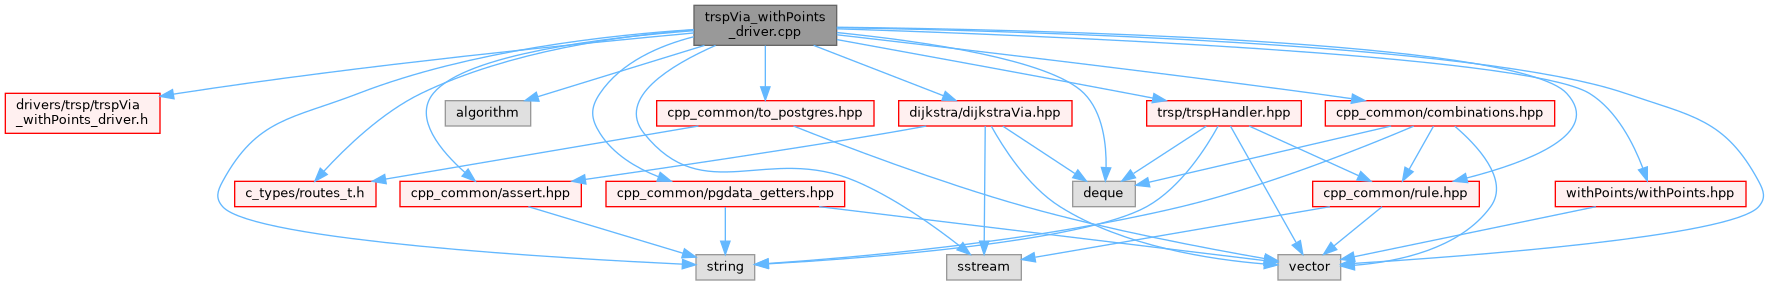 trspVia_withPoints
_driver.cpp
drivers/trsp/trspVia
_withPoints_driver.h
algorithm
cpp_common/to_postgres.hpp
dijkstra/dijkstraVia.hpp
trsp/trspHandler.hpp
cpp_common/combinations.hpp
c_types/routes_t.h
cpp_common/assert.hpp
cpp_common/pgdata_getters.hpp
deque
cpp_common/rule.hpp
withPoints/withPoints.hpp
string
sstream
vector